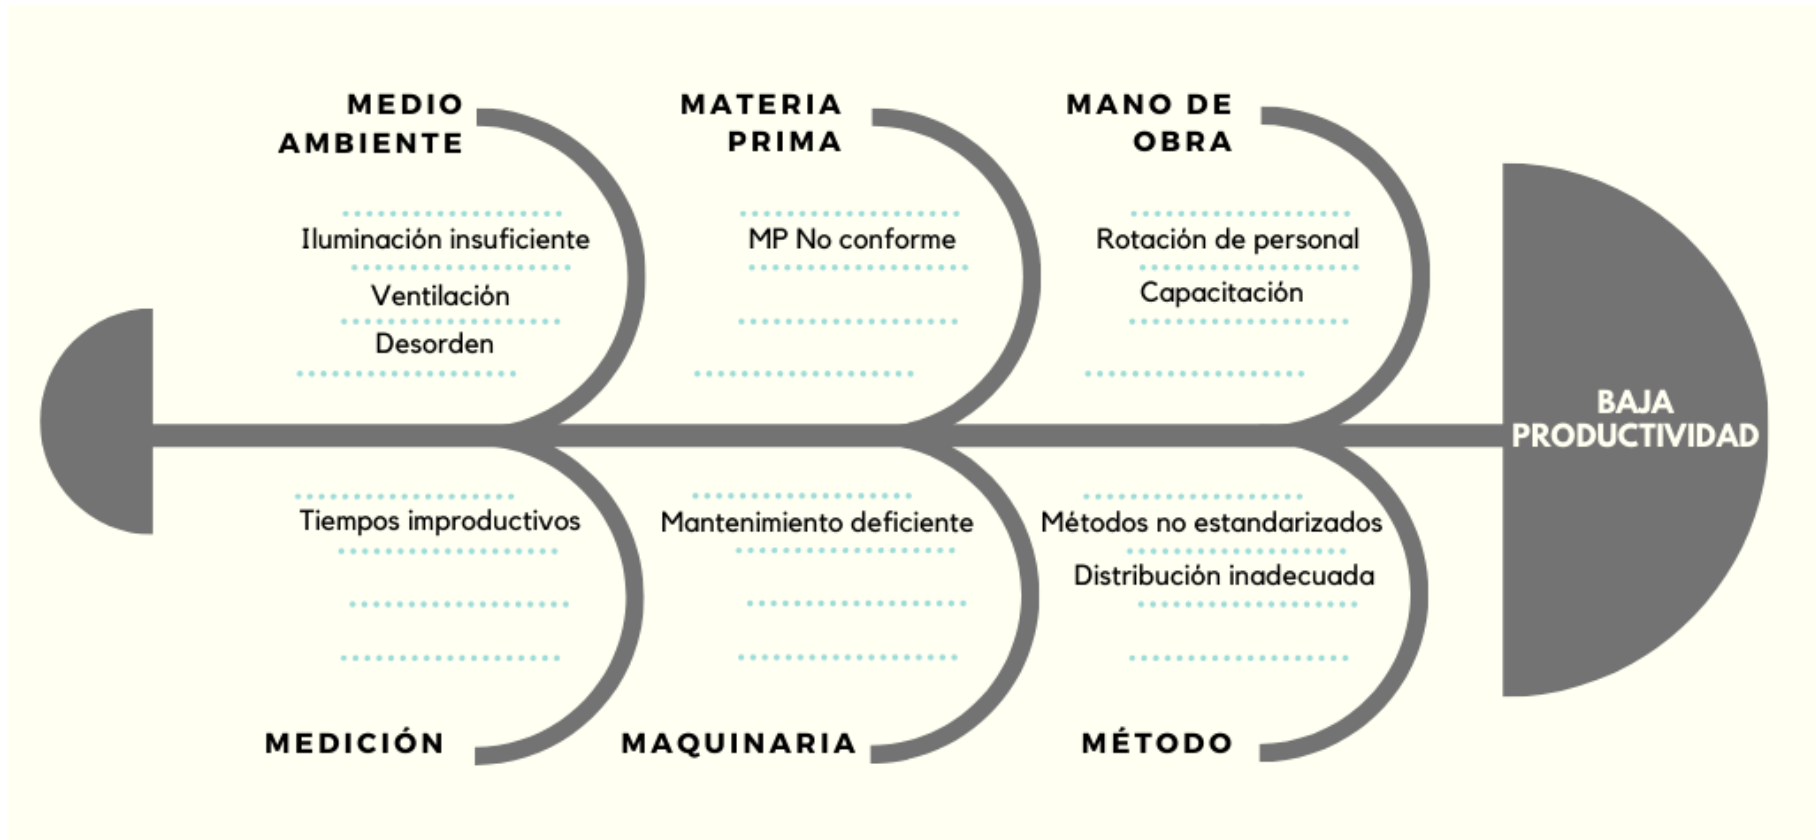 MEDIO
AMBIENTE
Iluminación insuficiente
Ventilación
Desorden
MATERIA
PRIMA
MP No conforme
MANO DE
OBRA
Rotación de personal
Capacitación
BAJA
PRODUCTIVIDAD
Tiempos improductivos
MEDICIÓN
Mantenimiento deficiente
MAQUINARIA
Métodos no estandarizados
Distribución inadecuada
MÉTODO